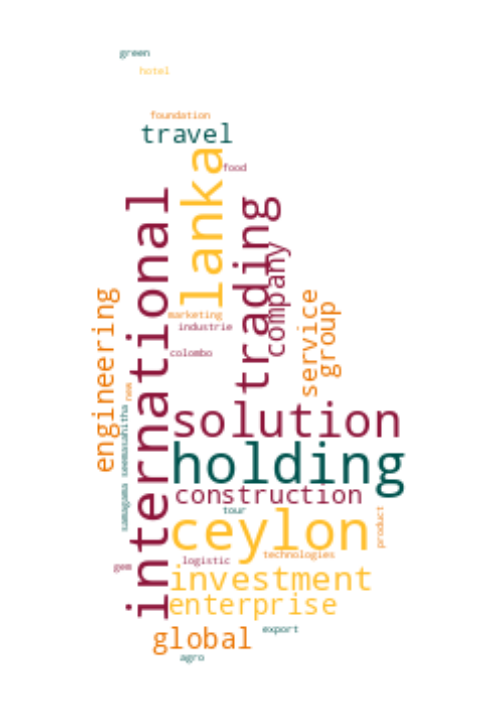 green
hotel
foundation
travel
lanka
food
international
trading
company
engineering
service
group
marketing
industrie
colombo
new
solution
seemasahitha
holding
samagama
construction
tour
ceylon
product
technologies
logistic
gem
investment
enterprise
global
export
agro